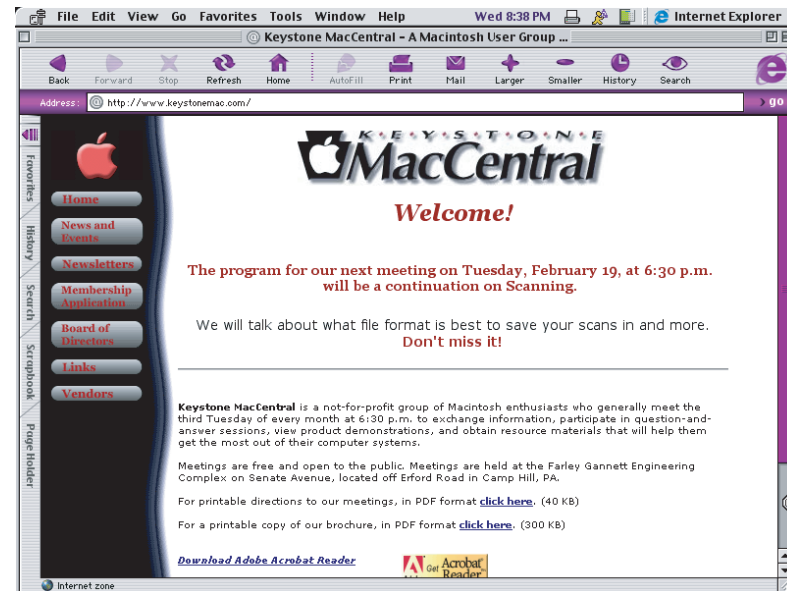 File Edit View Go Favorites Tools Window Help Wed 8:38 PM Internet Explorer
Keystone MacCentral – A Macintosh User Group ...
Back Forward Stop Refresh Home AutoFill Print Mail Larger Smaller History Search
Address: http://www.keystonemac.com/ go
Favorites
History
Search
Scrapbook
Page Holder
Home
News and
Events
Newsletters
Membership
Application
Board of
Directors
Links
Vendors
K·E·Y·S·T·O·N·E
MacCentral
Welcome!
The program for our next meeting on Tuesday, February 19, at 6:30 p.m.
will be a continuation on Scanning.
We will talk about what file format is best to save your scans in and more.
Don't miss it!
Keystone MacCentral is a not-for-profit group of Macintosh enthusiasts who generally meet the
third Tuesday of every month at 6:30 p.m. to exchange information, participate in question-and-
answer sessions, view product demonstrations, and obtain resource materials that will help them
get the most out of their computer systems.
Meetings are free and open to the public. Meetings are held at the Farley Gannett Engineering
Complex on Senate Avenue, located off Erford Road in Camp Hill, PA.
For printable directions to our meetings, in PDF format click here. (40 KB)
For a printable copy of our brochure, in PDF format click here. (300 KB)
Download Adobe Acrobat Reader
Get Acrobat
Reader
Internet zone